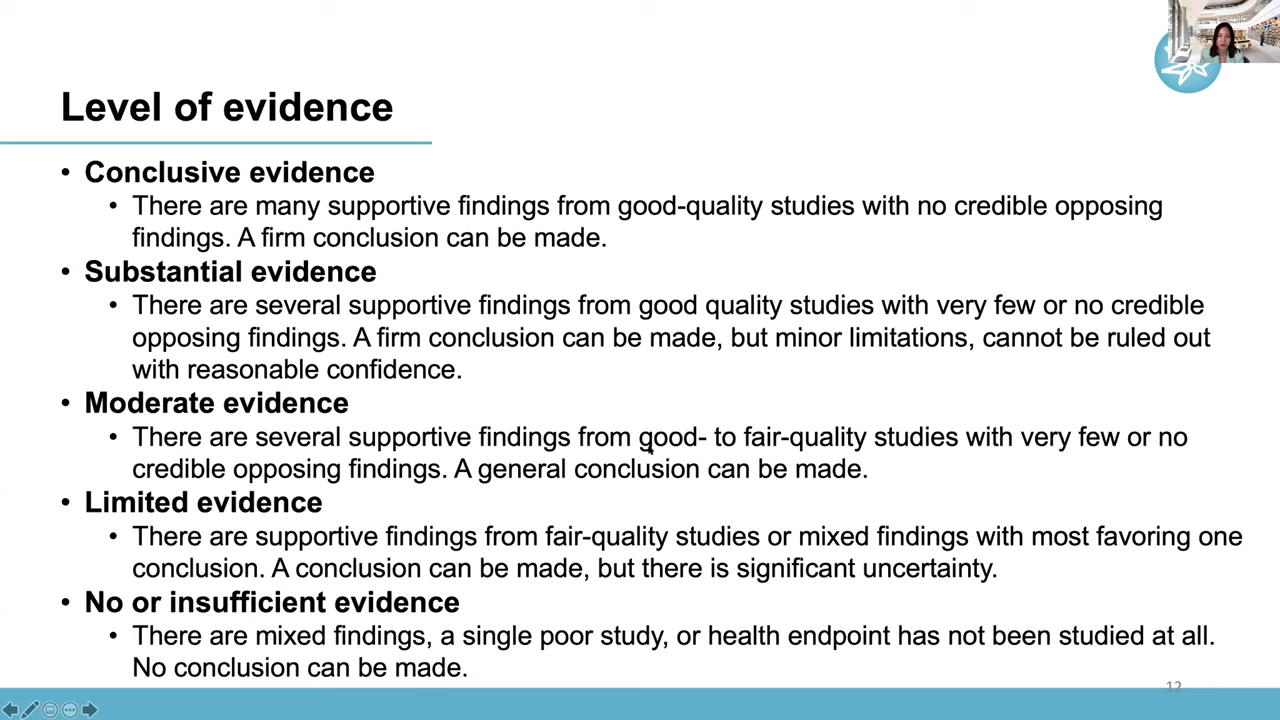 Level of evidence
• Conclusive evidence
• There are many supportive findings from good-quality studies with no credible opposing
findings. A firm conclusion can be made.
• Substantial evidence
• There are several supportive findings from good quality studies with very few or no credible
opposing findings. A firm conclusion can be made, but minor limitations, cannot be ruled out
with reasonable confidence.
• Moderate evidence
• There are several supportive findings from good- to fair-quality studies with very few or no
credible opposing findings. A general conclusion can be made.
• Limited evidence
• There are supportive findings from fair-quality studies or mixed findings with most favoring one
conclusion. A conclusion can be made, but there is significant uncertainty.
• No or insufficient evidence
• There are mixed findings, a single poor study, or health endpoint has not been studied at all.
No conclusion can be made.
12